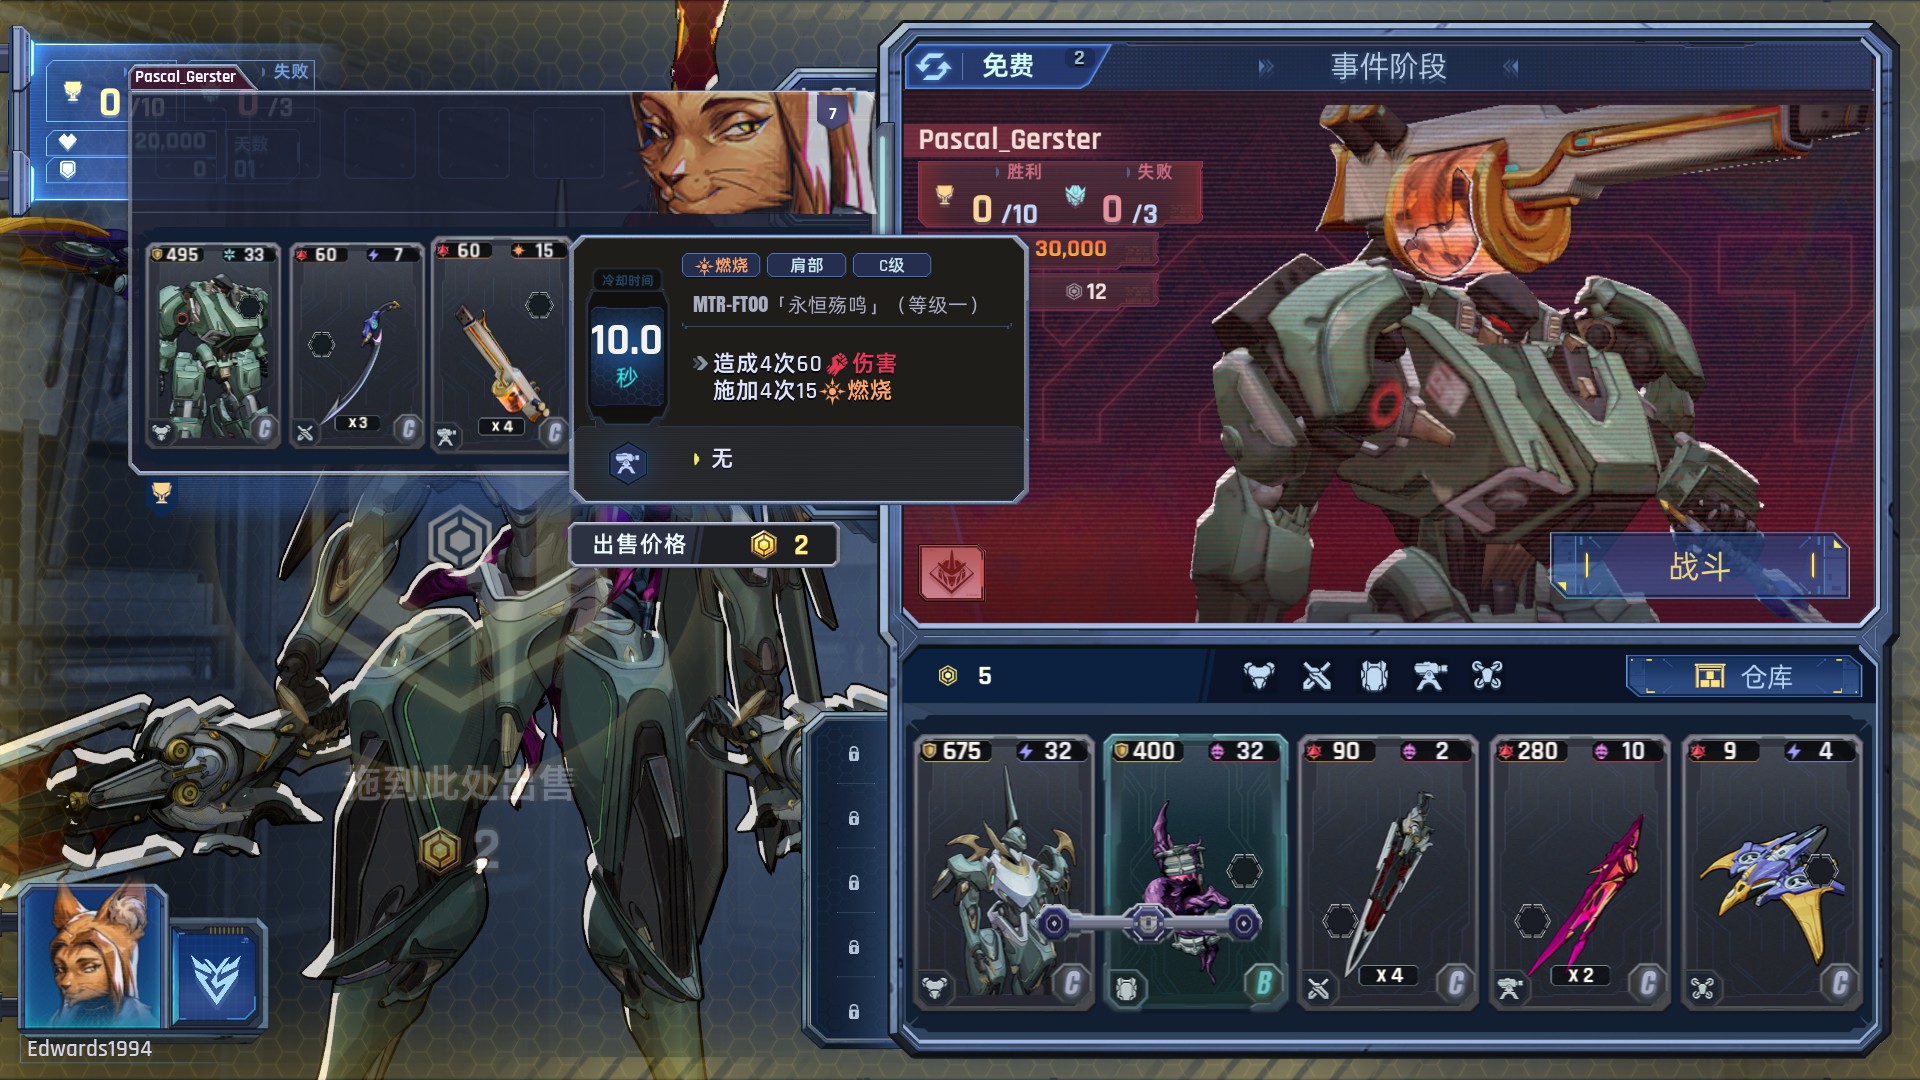 Pascal_Gerster
失败
0/10
0/3
20,000
天数
0
01
7
495
33
60
7
x3
C
60
15
x4
C
C
冷却时间
10.0
秒
燃烧
肩部
C级
MTR-FT00「永恒殇鸣」（等级一）
造成4次60伤害
施加4次15燃烧
无
出售价格
2
拖到此处出售
2
Edwards1994
免费
2
事件阶段
Pascal_Gerster
胜利
失败
0/10
0/3
30,000
12
战斗
5
仓库
675
32
C
400
32
B
90
2
x4
C
280
10
x2
C
9
4
C